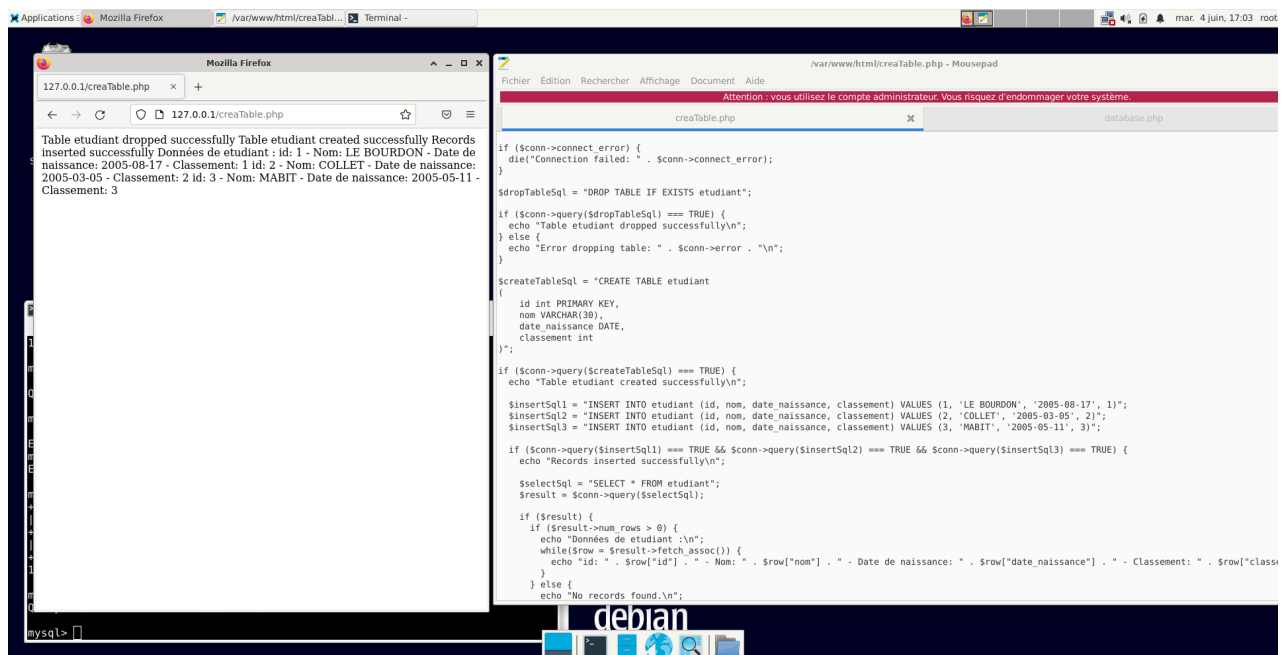 Applications
Mozilla Firefox
/var/www/html/creaTabl...
Terminal -
mar. 4 juin, 17:03 root
Mozilla Firefox
127.0.0.1/creaTable.php
127.0.0.1/creaTable.php
Table etudiant dropped successfully Table etudiant created successfully Records
inserted successfully Données de etudiant : id: 1 - Nom: LE BOURDON - Date de
naissance: 2005-08-17 - Classement: 1 id: 2 - Nom: COLLET - Date de naissance:
2005-03-05 - Classement: 2 id: 3 - Nom: MABIT - Date de naissance: 2005-05-11 -
Classement: 3
mysql>
/var/www/html/creaTable.php - Mousepad
Fichier Édition Rechercher Affichage Document Aide
Attention : vous utilisez le compte administrateur. Vous risquez d'endommager votre système.
creaTable.php
database.php
if ($conn->connect_error) {
die("Connection failed: " . $conn->connect_error);
}
$dropTableSql = "DROP TABLE IF EXISTS etudiant";
if ($conn->query($dropTableSql) === TRUE) {
echo "Table etudiant dropped successfully\n";
} else {
echo "Error dropping table: " . $conn->error . "\n";
}
$createTableSql = "CREATE TABLE etudiant
(
id int PRIMARY KEY,
nom VARCHAR(30),
date_naissance DATE,
classement int
)";
if ($conn->query($createTableSql) === TRUE) {
echo "Table etudiant created successfully\n";
$insertSql1 = "INSERT INTO etudiant (id, nom, date_naissance, classement) VALUES (1, 'LE BOURDON', '2005-08-17', 1)";
$insertSql2 = "INSERT INTO etudiant (id, nom, date_naissance, classement) VALUES (2, 'COLLET', '2005-03-05', 2)";
$insertSql3 = "INSERT INTO etudiant (id, nom, date_naissance, classement) VALUES (3, 'MABIT', '2005-05-11', 3)";
if ($conn->query($insertSql1) === TRUE && $conn->query($insertSql2) === TRUE && $conn->query($insertSql3) === TRUE) {
echo "Records inserted successfully\n";
$selectSql = "SELECT * FROM etudiant";
$result = $conn->query($selectSql);
if ($result) {
if ($result->num_rows > 0) {
echo "Données de etudiant :\n";
while($row = $result->fetch_assoc()) {
echo "id: " . $row["id"] . " - Nom: " . $row["nom"] . " - Date de naissance: " . $row["date_naissance"] . " - Classement: " . $row["classe
}
} else {
echo "No records found.\n";
debian